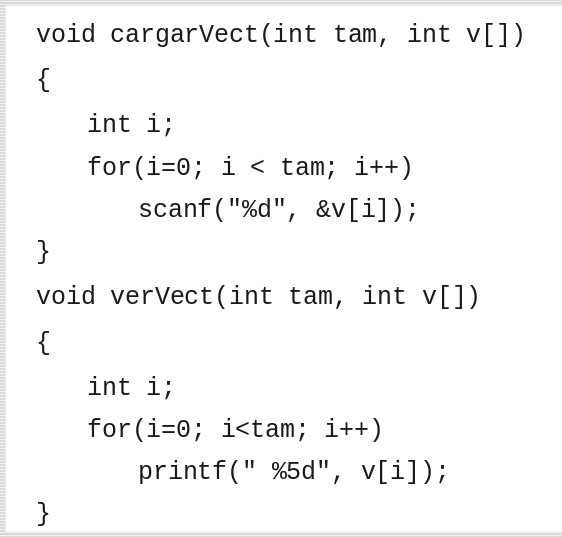 void cargarVect(int tam, int v[])
{
int i;
for(i=0; i < tam; i++)
scanf("%d", &v[i]);
}
void verVect(int tam, int v[])
{
int i;
for(i=0; i<tam; i++)
printf(" %5d", v[i]);
}